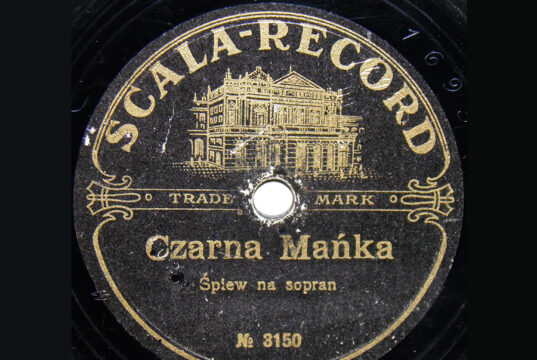 SCALA-RECORD
TRADE MARK
Czarna Mańka
Śpiew na sopran
№ 3150